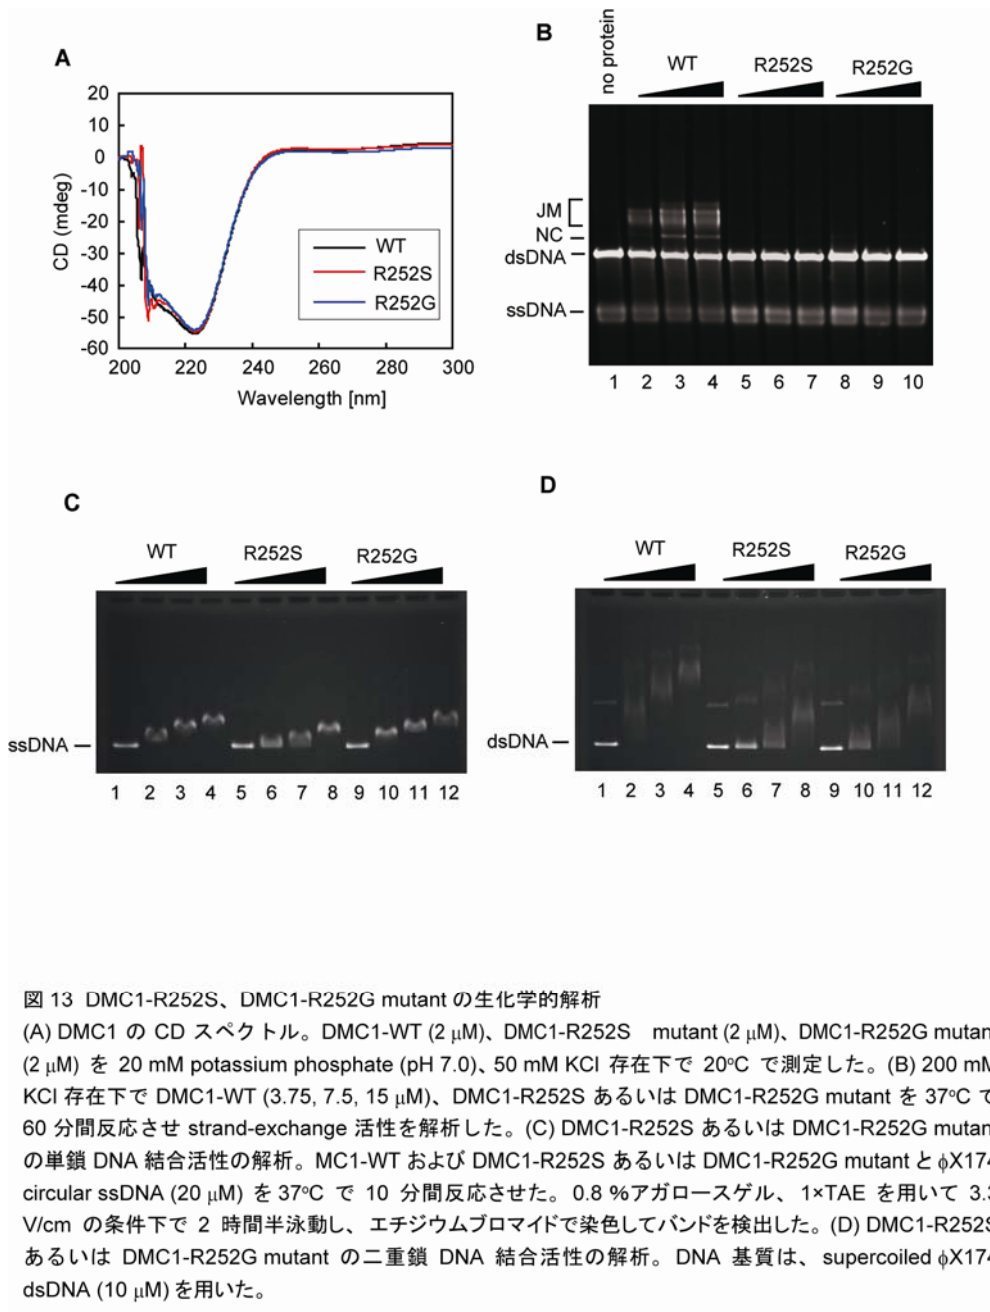 A
20
10
0
-10
-20
-30
-40
-50
-60
CD (mdeg)
WT
R252S
R252G
200 220 240 260 280 300
Wavelength [nm]
B
no protein
WT R252S R252G
JM
NC
dsDNA
ssDNA
1 2 3 4 5 6 7 8 9 10
C
WT R252S R252G
ssDNA
1 2 3 4 5 6 7 8 9 10 11 12
D
WT R252S R252G
dsDNA
1 2 3 4 5 6 7 8 9 10 11 12
図 13 DMC1-R252S、DMC1-R252G mutant の生化学的解析
(A) DMC1 の CD スペクトル。DMC1-WT (2 μM)、DMC1-R252S mutant (2 μM)、DMC1-R252G mutan
(2 μM) を 20 mM potassium phosphate (pH 7.0)、50 mM KCl 存在下で 20°C で測定した。(B) 200 mM
KCl 存在下で DMC1-WT (3.75, 7.5, 15 μM)、DMC1-R252S あるいは DMC1-R252G mutant を 37°C で
60 分間反応させ strand-exchange 活性を解析した。(C) DMC1-R252S あるいは DMC1-R252G mutan
の単鎖 DNA 結合活性の解析。MC1-WT および DMC1-R252S あるいは DMC1-R252G mutant と φX174
circular ssDNA (20 μM) を 37°C で 10 分間反応させた。0.8 %アガロースゲル、1×TAE を用いて 3.3
V/cm の条件下で 2 時間半泳動し、エチジウムブロマイドで染色してバンドを検出した。(D) DMC1-R252S
あるいは DMC1-R252G mutant の二重鎖 DNA 結合活性の解析。DNA 基質は、supercoiled φX174
dsDNA (10 μM) を用いた。